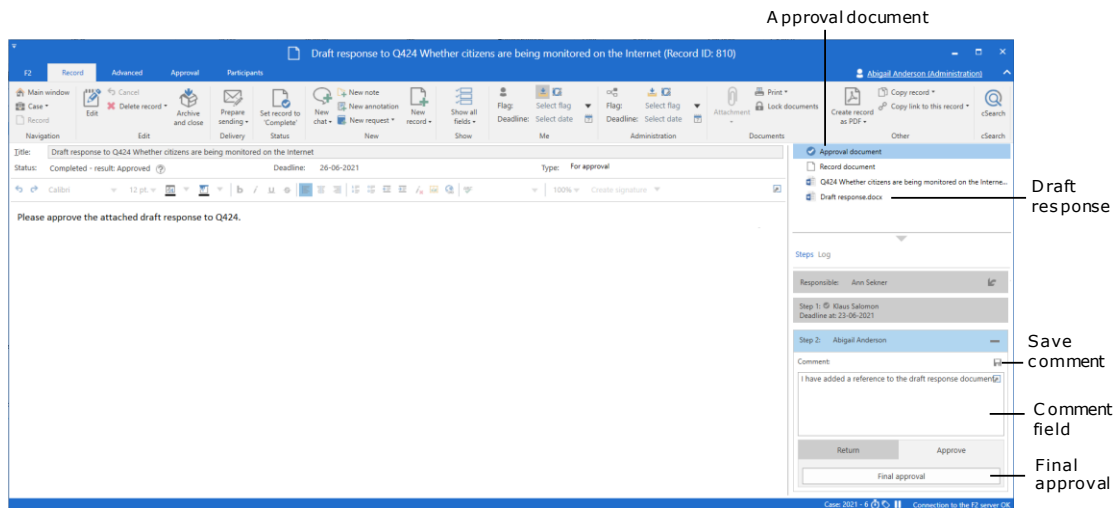 Approval document
Draft response to Q424 Whether citizens are being monitored on the Internet (Record ID: 810)
F2 Record Advanced Approval Participants
Abigail Anderson (Administration)
Main window
Case
Record
Navigation
Edit
Cancel
Delete record
Archive and close
Edit
Prepare sending
Delivery
Set record to 'Complete'
Status
New chat
New note
New annotation
New request
New record
New
Show all fields
Show
Flag: Select flag
Deadline: Select date
Me
Flag: Select flag
Deadline: Select date
Administration
Attachment
Print
Lock documents
Documents
Create record as PDF
Copy record
Copy link to this record
Other
cSearch
cSearch
Title: Draft response to Q424 Whether citizens are being monitored on the Internet
Status: Completed - result: Approved Deadline: 26-06-2021 Type: For approval
Calibri 12 pt. b / u 100% Create signature
Please approve the attached draft response to Q424.
Approval document
Record document
Q424 Whether citizens are being monitored on the Interne...
Draft response.docx
Draft
response
Steps Log
Responsible: Ann Sekner
Step 1: Klaus Salomon
Deadline at: 23-06-2021
Step 2: Abigail Anderson
Save
comment
Comment:
I have added a reference to the draft response document
Comment
field
Return Approve
Final approval
Final
approval
Case: 2021 - 6 Connection to the F2 server OK